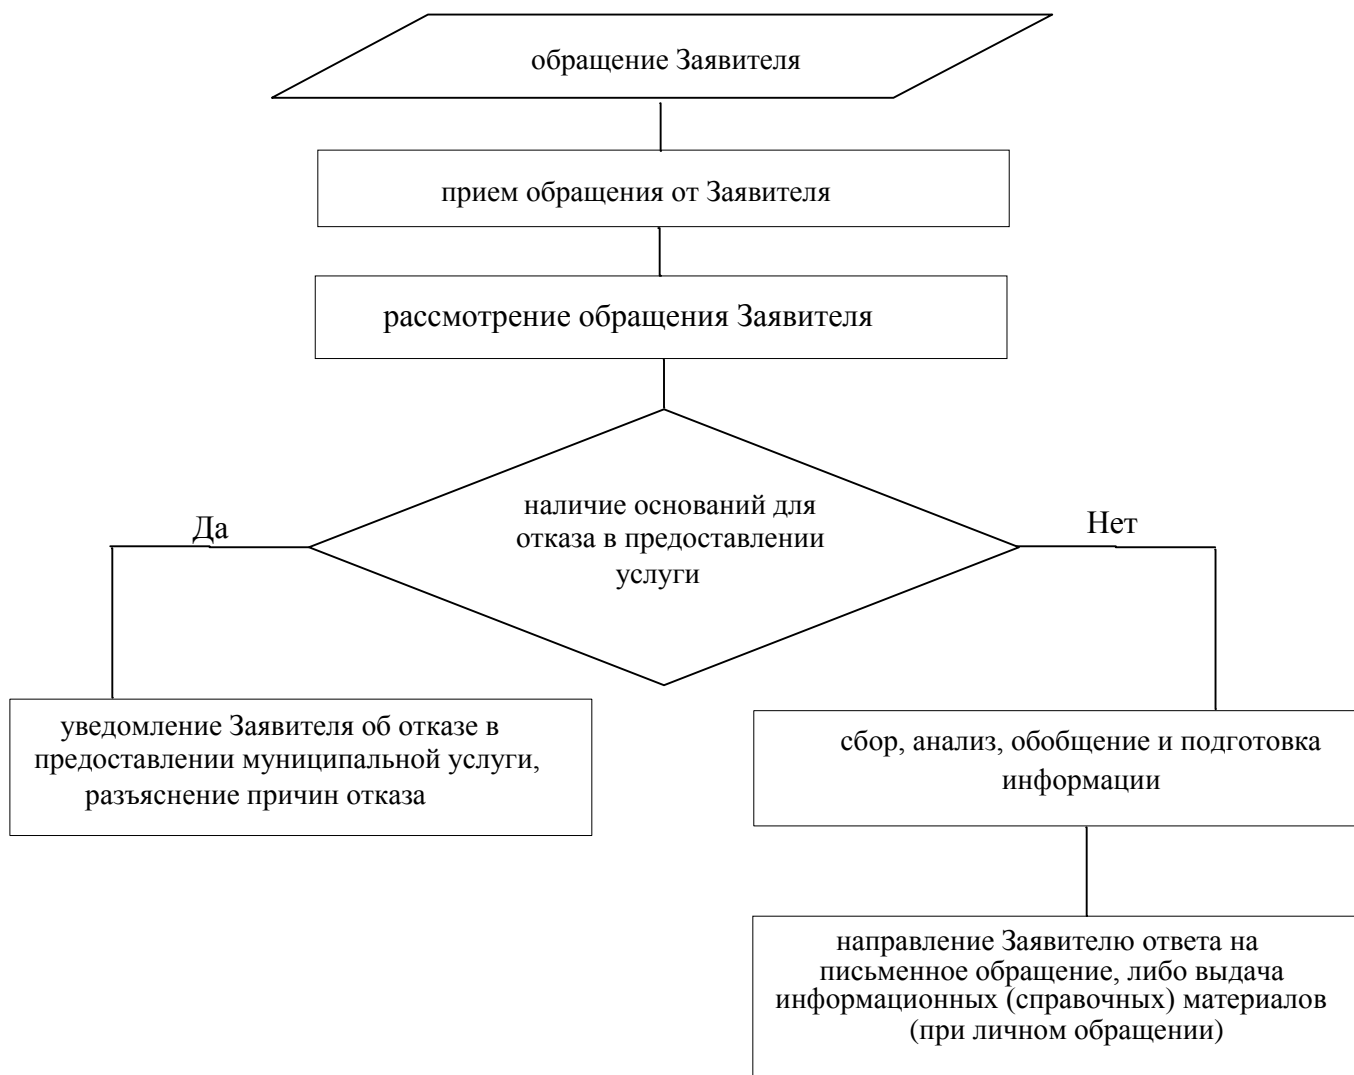 обращение Заявителя
прием обращения от Заявителя
рассмотрение обращения Заявителя
наличие оснований для
отказа в предоставлении
услуги
Да
Нет
уведомление Заявителя об отказе в
предоставлении муниципальной услуги,
разъяснение причин отказа
сбор, анализ, обобщение и подготовка
информации
направление Заявителю ответа на
письменное обращение, либо выдача
информационных (справочных) материалов
(при личном обращении)